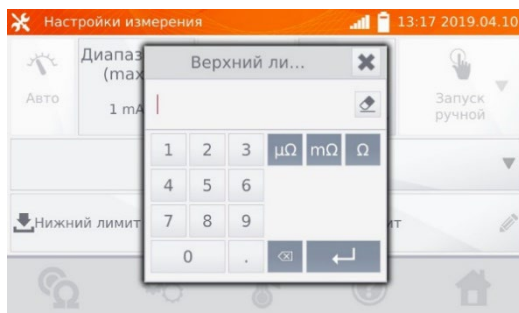 Настройки измерения 13:17 2019.04.10
Диапаз
(max
1 mA
Авто
Верхний ли...
Запуск
ручной
1 2 3 µΩ mΩ Ω
4 5 6
7 8 9
0 .
Нижний лимит
ит